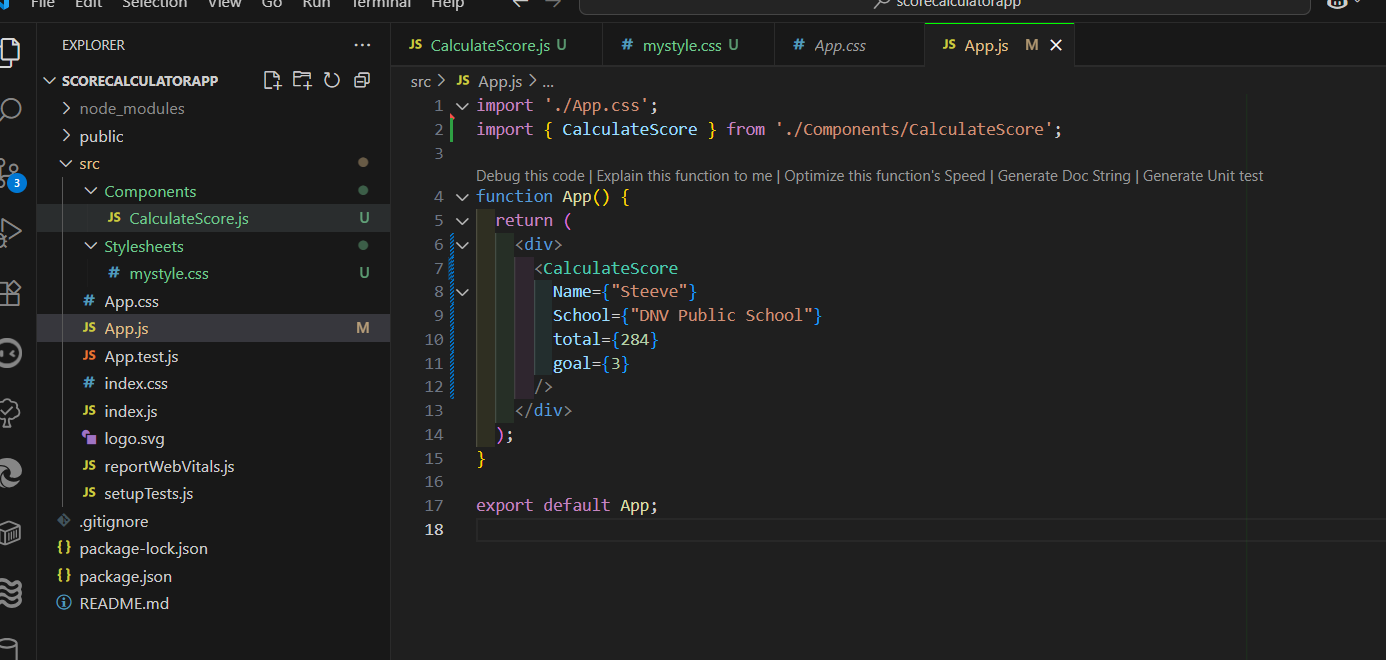 File Edit Selection View Go Run Terminal Help
scorecalculatorapp
EXPLORER
SCORECALCULATORAPP
node_modules
public
src
Components
JS CalculateScore.js U
Stylesheets
# mystyle.css U
# App.css
JS App.js M
JS App.test.js
# index.css
JS index.js
logo.svg
JS reportWebVitals.js
JS setupTests.js
.gitignore
{} package-lock.json
{} package.json
README.md
3
JS CalculateScore.js U
# mystyle.css U
# App.css
JS App.js M
src > JS App.js > ...
1 import './App.css';
2 import { CalculateScore } from './Components/CalculateScore';
3
Debug this code | Explain this function to me | Optimize this function's Speed | Generate Doc String | Generate Unit test
4 function App() {
5 return (
6 <div>
7 <CalculateScore
8 Name={"Steeve"}
9 School={"DNV Public School"}
10 total={284}
11 goal={3}
12 />
13 </div>
14 );
15 }
16
17 export default App;
18